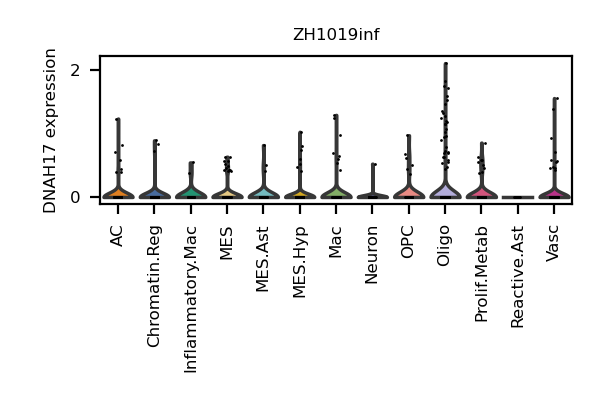 ZH1019inf
DNAH17 expression
2
0
AC
Chromatin.Reg
Inflammatory.Mac
MES
MES.Ast
MES.Hyp
Mac
Neuron
OPC
Oligo
Prolif.Metab
Reactive.Ast
Vasc